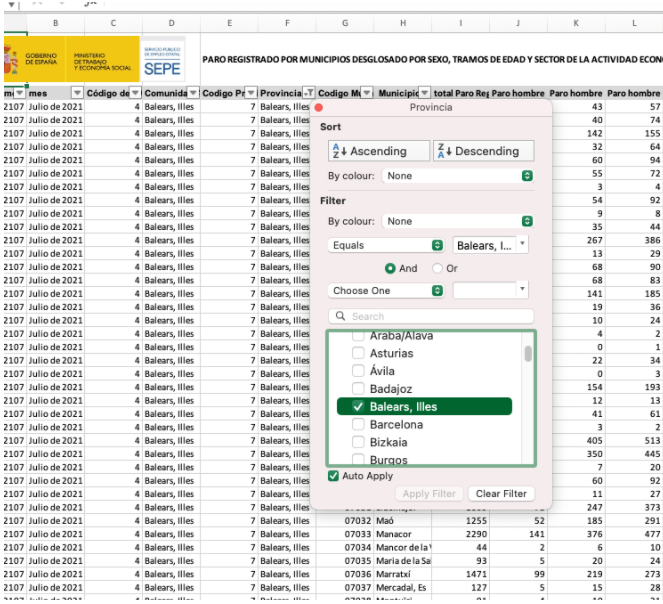 B C D E F G H I J K L
GOBIERNO DE ESPAÑA
MINISTERIO DE TRABAJO Y ECONOMÍA SOCIAL
SERVICIO PÚBLICO DE EMPLEO ESTATAL
SEPE
PARO REGISTRADO POR MUNICIPIOS DESGLOSADO POR SEXO, TRAMOS DE EDAD Y SECTOR DE LA ACTIVIDAD ECON
mes Código de Comunida Codigo Pr Provincia Codigo Mu Municipio total Paro Reg Paro hombre Paro hombre Paro hombre
2107 Julio de 2021 4 Balears, Illes 7 Balears, Illes 43 57
2107 Julio de 2021 4 Balears, Illes 7 Balears, Illes 40 74
2107 Julio de 2021 4 Balears, Illes 7 Balears, Illes 142 155
2107 Julio de 2021 4 Balears, Illes 7 Balears, Illes 32 64
2107 Julio de 2021 4 Balears, Illes 7 Balears, Illes 60 94
2107 Julio de 2021 4 Balears, Illes 7 Balears, Illes 55 72
2107 Julio de 2021 4 Balears, Illes 7 Balears, Illes 3 4
2107 Julio de 2021 4 Balears, Illes 7 Balears, Illes 54 92
2107 Julio de 2021 4 Balears, Illes 7 Balears, Illes 9 8
2107 Julio de 2021 4 Balears, Illes 7 Balears, Illes 35 44
2107 Julio de 2021 4 Balears, Illes 7 Balears, Illes 267 386
2107 Julio de 2021 4 Balears, Illes 7 Balears, Illes 13 29
2107 Julio de 2021 4 Balears, Illes 7 Balears, Illes 68 90
2107 Julio de 2021 4 Balears, Illes 7 Balears, Illes 68 83
2107 Julio de 2021 4 Balears, Illes 7 Balears, Illes 141 185
2107 Julio de 2021 4 Balears, Illes 7 Balears, Illes 19 36
2107 Julio de 2021 4 Balears, Illes 7 Balears, Illes 10 24
2107 Julio de 2021 4 Balears, Illes 7 Balears, Illes 4 2
2107 Julio de 2021 4 Balears, Illes 7 Balears, Illes 0 1
2107 Julio de 2021 4 Balears, Illes 7 Balears, Illes 22 34
2107 Julio de 2021 4 Balears, Illes 7 Balears, Illes 0 3
2107 Julio de 2021 4 Balears, Illes 7 Balears, Illes 154 193
2107 Julio de 2021 4 Balears, Illes 7 Balears, Illes 12 13
2107 Julio de 2021 4 Balears, Illes 7 Balears, Illes 41 61
2107 Julio de 2021 4 Balears, Illes 7 Balears, Illes 3 2
2107 Julio de 2021 4 Balears, Illes 7 Balears, Illes 405 513
2107 Julio de 2021 4 Balears, Illes 7 Balears, Illes 350 445
2107 Julio de 2021 4 Balears, Illes 7 Balears, Illes 7 20
2107 Julio de 2021 4 Balears, Illes 7 Balears, Illes 60 92
2107 Julio de 2021 4 Balears, Illes 7 Balears, Illes 11 27
2107 Julio de 2021 4 Balears, Illes 7 Balears, Illes 247 373
2107 Julio de 2021 4 Balears, Illes 7 Balears, Illes 07032 Maó 1255 52 185 291
2107 Julio de 2021 4 Balears, Illes 7 Balears, Illes 07033 Manacor 2290 141 376 477
2107 Julio de 2021 4 Balears, Illes 7 Balears, Illes 07034 Mancor de la V 44 2 6 10
2107 Julio de 2021 4 Balears, Illes 7 Balears, Illes 07035 Maria de la Sa 93 5 20 24
2107 Julio de 2021 4 Balears, Illes 7 Balears, Illes 07036 Marratxí 1471 99 219 273
2107 Julio de 2021 4 Balears, Illes 7 Balears, Illes 07037 Mercadal, Es 127 5 15 28
Provincia
Sort
Ascending Descending
By colour: None
Filter
By colour: None
Equals Balears, I...
And Or
Choose One
Search
Araba/Álava
Asturias
Ávila
Badajoz
Balears, Illes
Barcelona
Bizkaia
Burgos
Auto Apply
Apply Filter Clear Filter